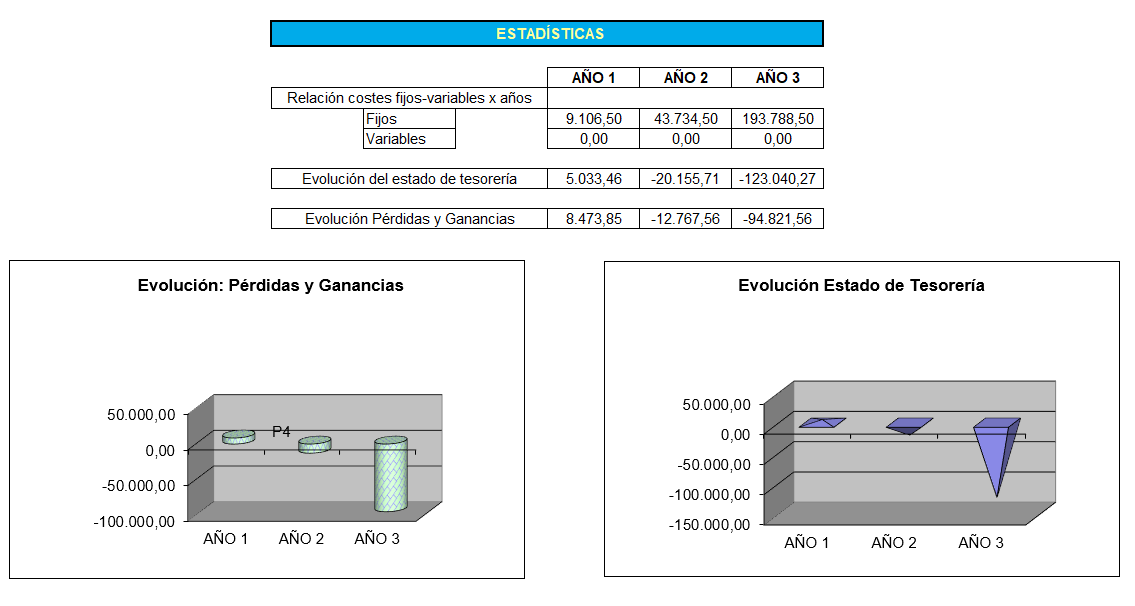 ESTADÍSTICAS
AÑO 1 AÑO 2 AÑO 3
Relación costes fijos-variables x años
Fijos 9.106,50 43.734,50 193.788,50
Variables 0,00 0,00 0,00
Evolución del estado de tesorería 5.033,46 -20.155,71 -123.040,27
Evolución Pérdidas y Ganancias 8.473,85 -12.767,56 -94.821,56
Evolución: Pérdidas y Ganancias
50.000,00
P4
0,00
-50.000,00
-100.000,00
AÑO 1 AÑO 2 AÑO 3
Evolución Estado de Tesorería
50.000,00
0,00
-50.000,00
-100.000,00
-150.000,00
AÑO 1 AÑO 2 AÑO 3